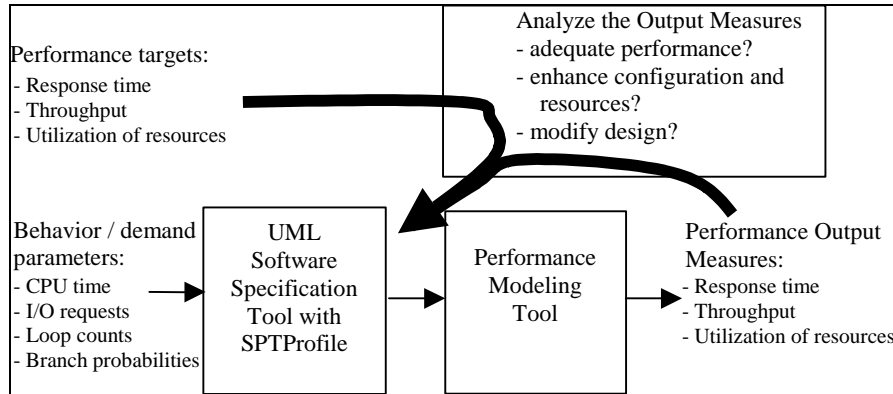 Performance targets:
- Response time
- Throughput
- Utilization of resources
Analyze the Output Measures
- adequate performance?
- enhance configuration and
resources?
- modify design?
Behavior / demand
parameters:
- CPU time
- I/O requests
- Loop counts
- Branch probabilities
UML
Software
Specification
Tool with
SPTProfile
Performance
Modeling
Tool
Performance Output
Measures:
- Response time
- Throughput
- Utilization of resources